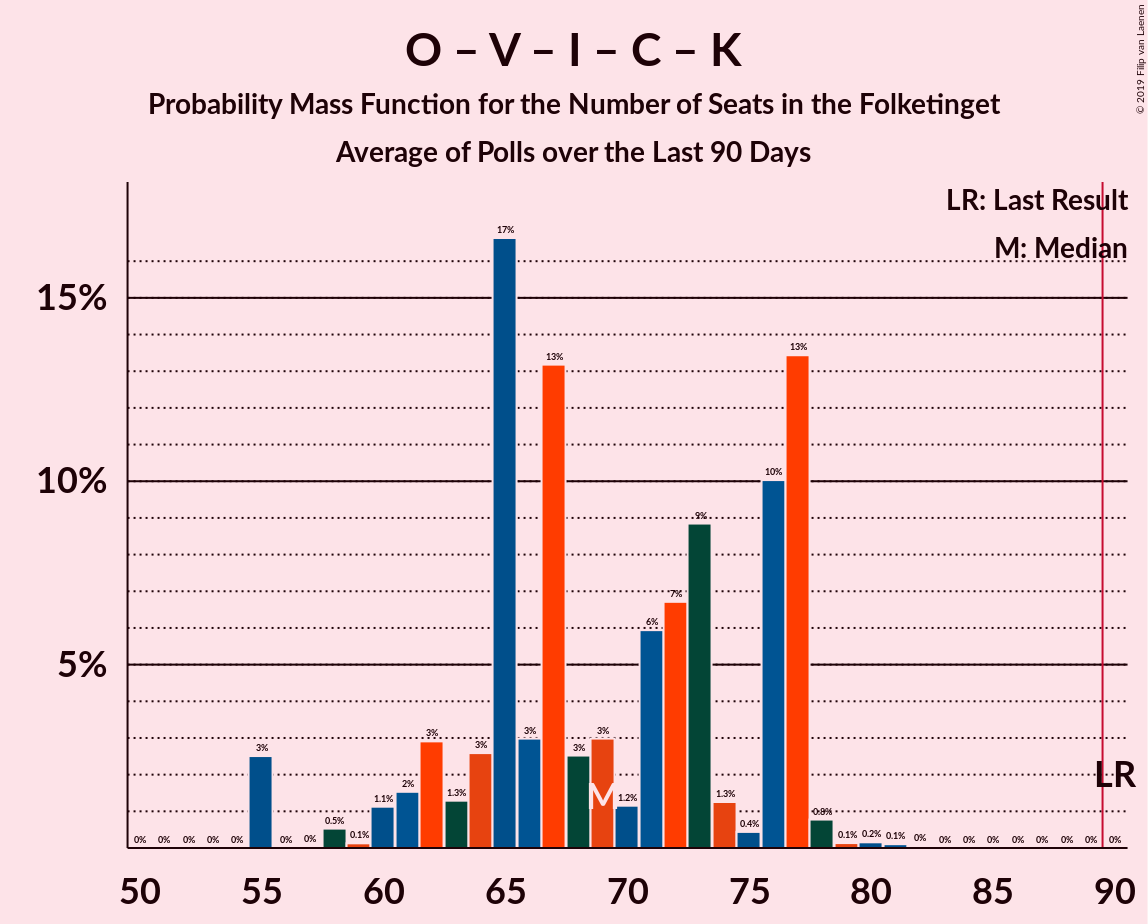 O – V – I – C – K
Probability Mass Function for the Number of Seats in the Folketinget
Average of Polls over the Last 90 Days
© 2019 Filip van Laenen
LR: Last Result
M: Median
15%
10%
5%
0% 0% 0% 0% 0% 3% 0% 0% 0.5% 0.1% 1.1% 2% 3% 1.3% 3% 17% 3% 13% 3% 3% 1.2% 6% 7% 9% 1.3% 0.4% 10% 13% 0.8% 0.1% 0.2% 0.1% 0% 0% 0% 0% 0% 0% 0% 0% 0%
M
LR
50 55 60 65 70 75 80 85 90